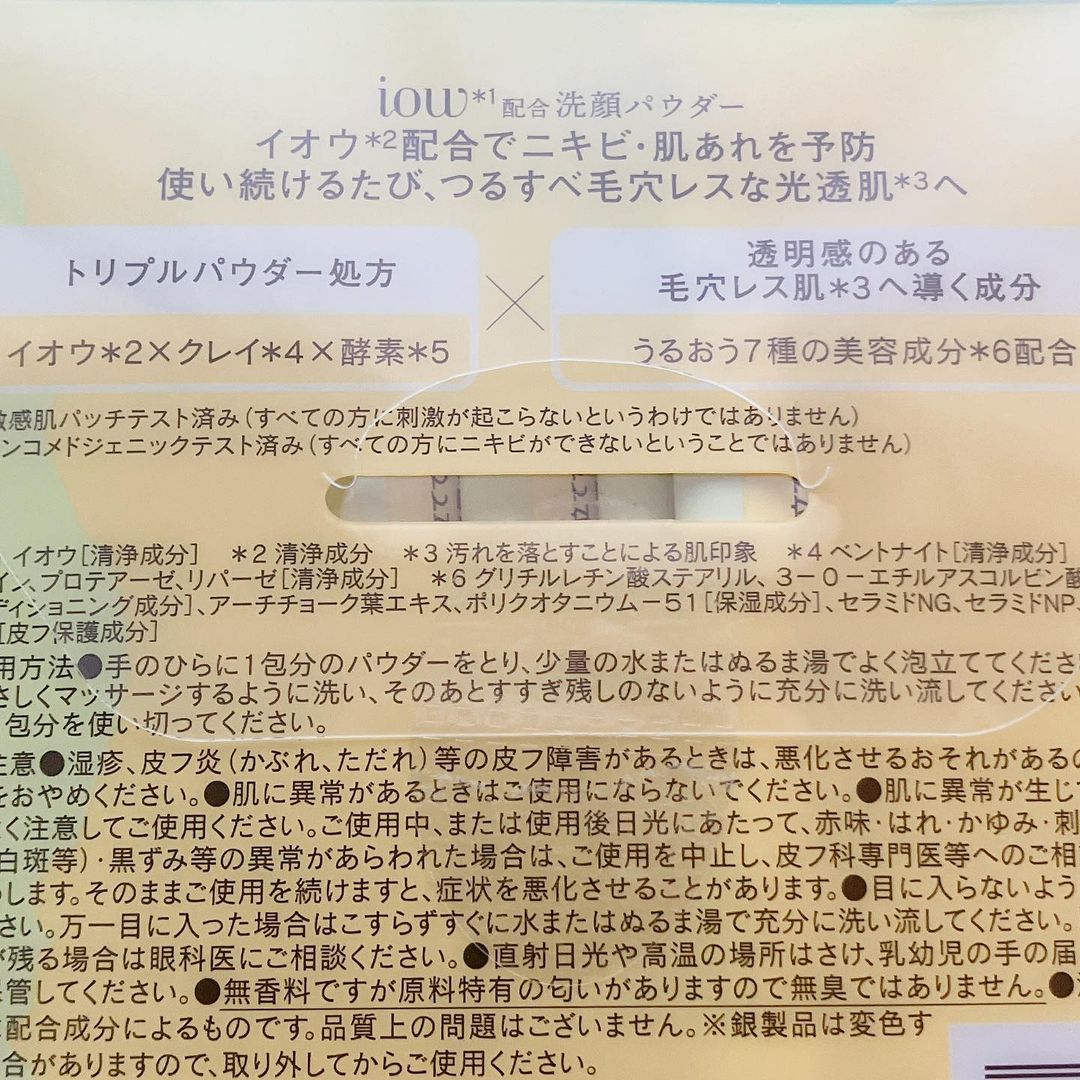 iow*1配合洗顔パウダー
イオウ*2配合でニキビ・肌あれを予防
使い続けるたび、つるすべ毛穴レスな光透肌*3へ
トリプルパウダー処方
イオウ*2×クレイ*4×酵素*5
×
透明感のある
毛穴レス肌*3へ導く成分
うるおう7種の美容成分*6配合
敏感肌パッチテスト済み(すべての方に刺激が起こらないというわけではありません)
ンコメドジェニックテスト済み(すべての方にニキビができないということではありません)
イオウ[清浄成分] *2 清浄成分 *3 汚れを落とすことによる肌印象 *4 ベントナイト[清浄成分]
イン、プロテアーゼ、リパーゼ[清浄成分] *6 グリチルレチン酸ステアリル、3-O-エチルアスコルビン酸
ディショニング成分]、アーチチョーク葉エキス、ポリクオタニウム-51[保湿成分]、セラミドNG、セラミドNP、
[皮フ保護成分]
用方法●手のひらに1包分のパウダーをとり、少量の水またはぬるま湯でよく泡立ててくださ
さしくマッサージするように洗い、そのあとすすぎ残しのないように充分に洗い流してください
包分を使い切ってください。
注意●湿疹、皮フ炎(かぶれ、ただれ)等の皮フ障害があるときは、悪化させるおそれがあるの
をおやめください。●肌に異常があるときはご使用にならないでください。●肌に異常が生じて
く注意してご使用ください。ご使用中、または使用後日光にあたって、赤味・はれ・かゆみ・刺
白斑等)・黒ずみ等の異常があらわれた場合は、ご使用を中止し、皮フ科専門医等へのご相
します。そのままご使用を続けますと、症状を悪化させることがあります。●目に入らないよう
さい。万一目に入った場合はこすらずすぐに水またはぬるま湯で充分に洗い流してください。
が残る場合は眼科医にご相談ください。●直射日光や高温の場所はさけ、乳幼児の手の届
管してください。●無香料ですが原料特有の匂いがありますので無臭ではありません。●
配合成分によるものです。品質上の問題はございません。※銀製品は変色す
合がありますので、取り外してからご使用ください。